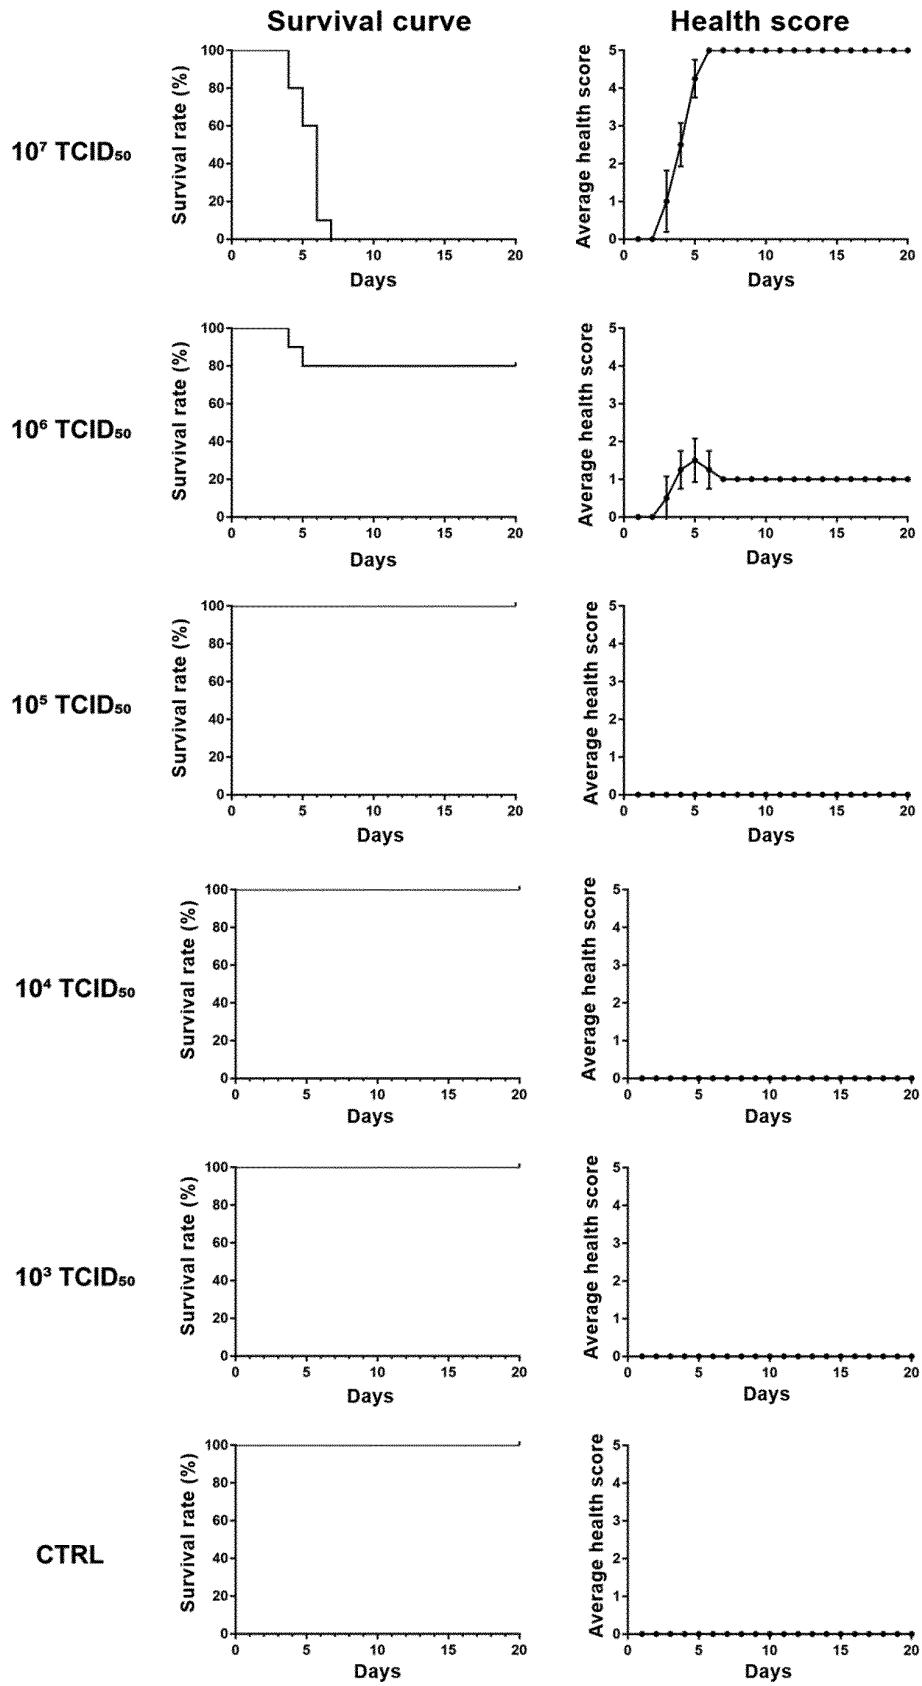 Survival curve Health score
10⁷ TCID₅₀
Survival rate (%)
100
80
60
40
20
0
0 5 10 15 20
Days
Average health score
5
4
3
2
1
0
0 5 10 15 20
Days
10⁶ TCID₅₀
Survival rate (%)
100
80
60
40
20
0
0 5 10 15 20
Days
Average health score
5
4
3
2
1
0
0 5 10 15 20
Days
10⁵ TCID₅₀
Survival rate (%)
100
80
60
40
20
0
0 5 10 15 20
Days
Average health score
5
4
3
2
1
0
0 5 10 15 20
Days
10⁴ TCID₅₀
Survival rate (%)
100
80
60
40
20
0
0 5 10 15 20
Days
Average health score
5
4
3
2
1
0
0 5 10 15 20
Days
10³ TCID₅₀
Survival rate (%)
100
80
60
40
20
0
0 5 10 15 20
Days
Average health score
5
4
3
2
1
0
0 5 10 15 20
Days
CTRL
Survival rate (%)
100
80
60
40
20
0
0 5 10 15 20
Days
Average health score
5
4
3
2
1
0
0 5 10 15 20
Days